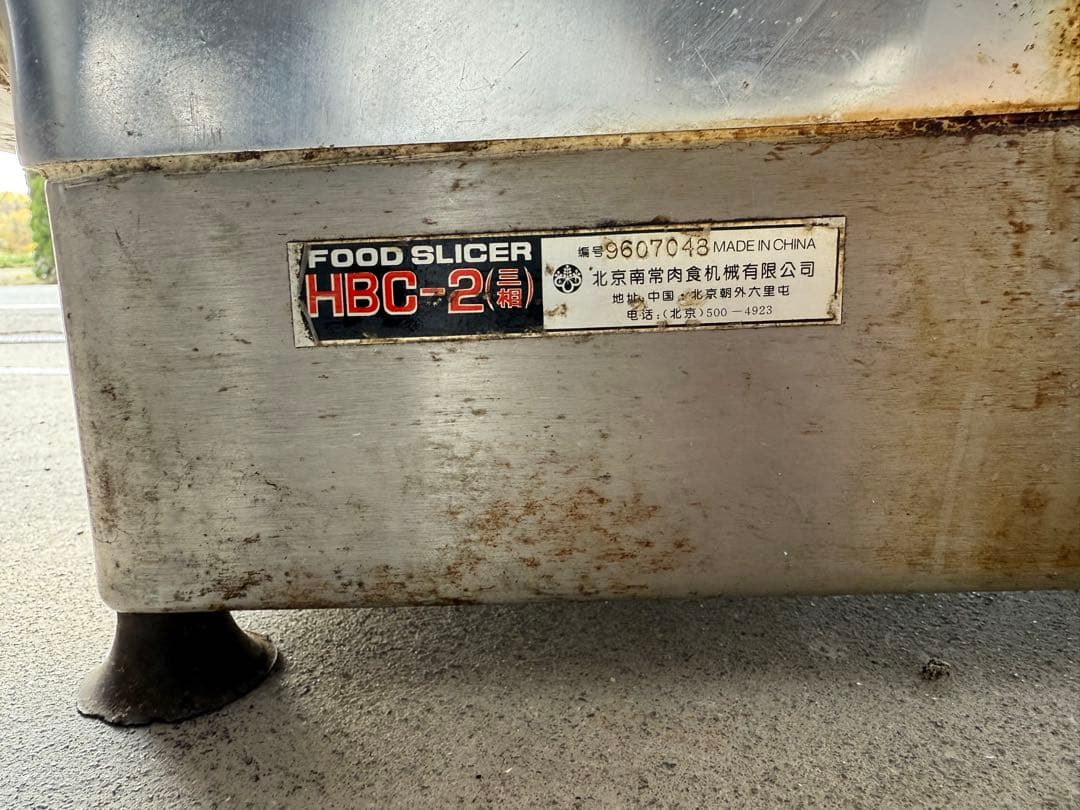 FOOD SLICER
HBC-2(三相)
编号9607048 MADE IN CHINA
北京南常肉食机械有限公司
地址:中国·北京朝外六里屯
电话:(北京)500-4923